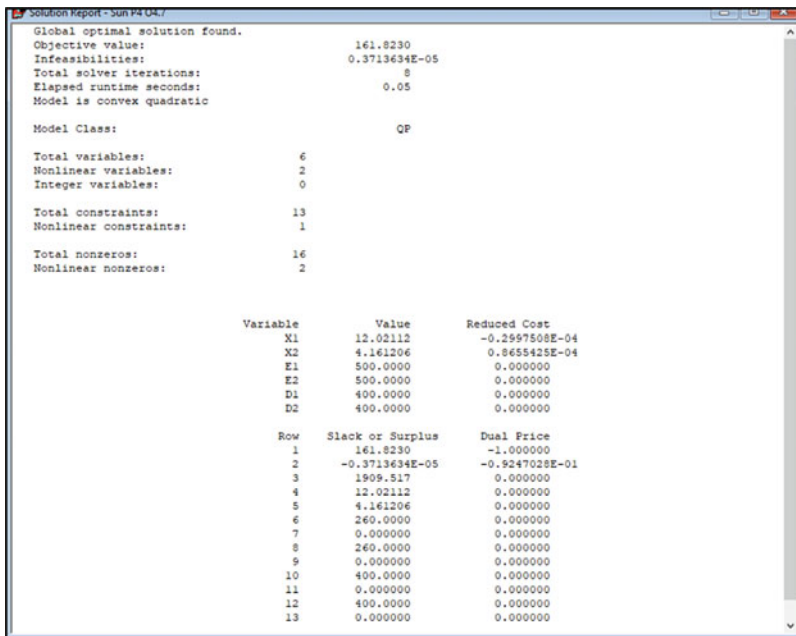 Solution Report - Sun P4 O4.7
Global optimal solution found.
Objective value: 161.8230
Infeasibilities: 0.3713634E-05
Total solver iterations: 8
Elapsed runtime seconds: 0.05
Model is convex quadratic
Model Class: QP
Total variables: 6
Nonlinear variables: 2
Integer variables: 0
Total constraints: 13
Nonlinear constraints: 1
Total nonzeros: 16
Nonlinear nonzeros: 2
Variable Value Reduced Cost
X1 12.02112 -0.2997508E-04
X2 4.161206 0.8655425E-04
E1 500.0000 0.000000
E2 500.0000 0.000000
D1 400.0000 0.000000
D2 400.0000 0.000000
Row Slack or Surplus Dual Price
1 161.8230 -1.000000
2 -0.3713634E-05 -0.9247028E-01
3 1909.517 0.000000
4 12.02112 0.000000
5 4.161206 0.000000
6 260.0000 0.000000
7 0.000000 0.000000
8 260.0000 0.000000
9 0.000000 0.000000
10 400.0000 0.000000
11 0.000000 0.000000
12 400.0000 0.000000
13 0.000000 0.000000